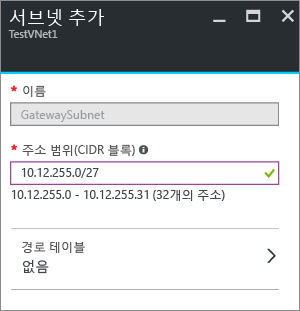 서브넷 추가
TestVNet1
* 이름
GatewaySubnet
* 주소 범위(CIDR 블록)
10.12.255.0/27
10.12.255.0 - 10.12.255.31 (32개의 주소)
경로 테이블
없음